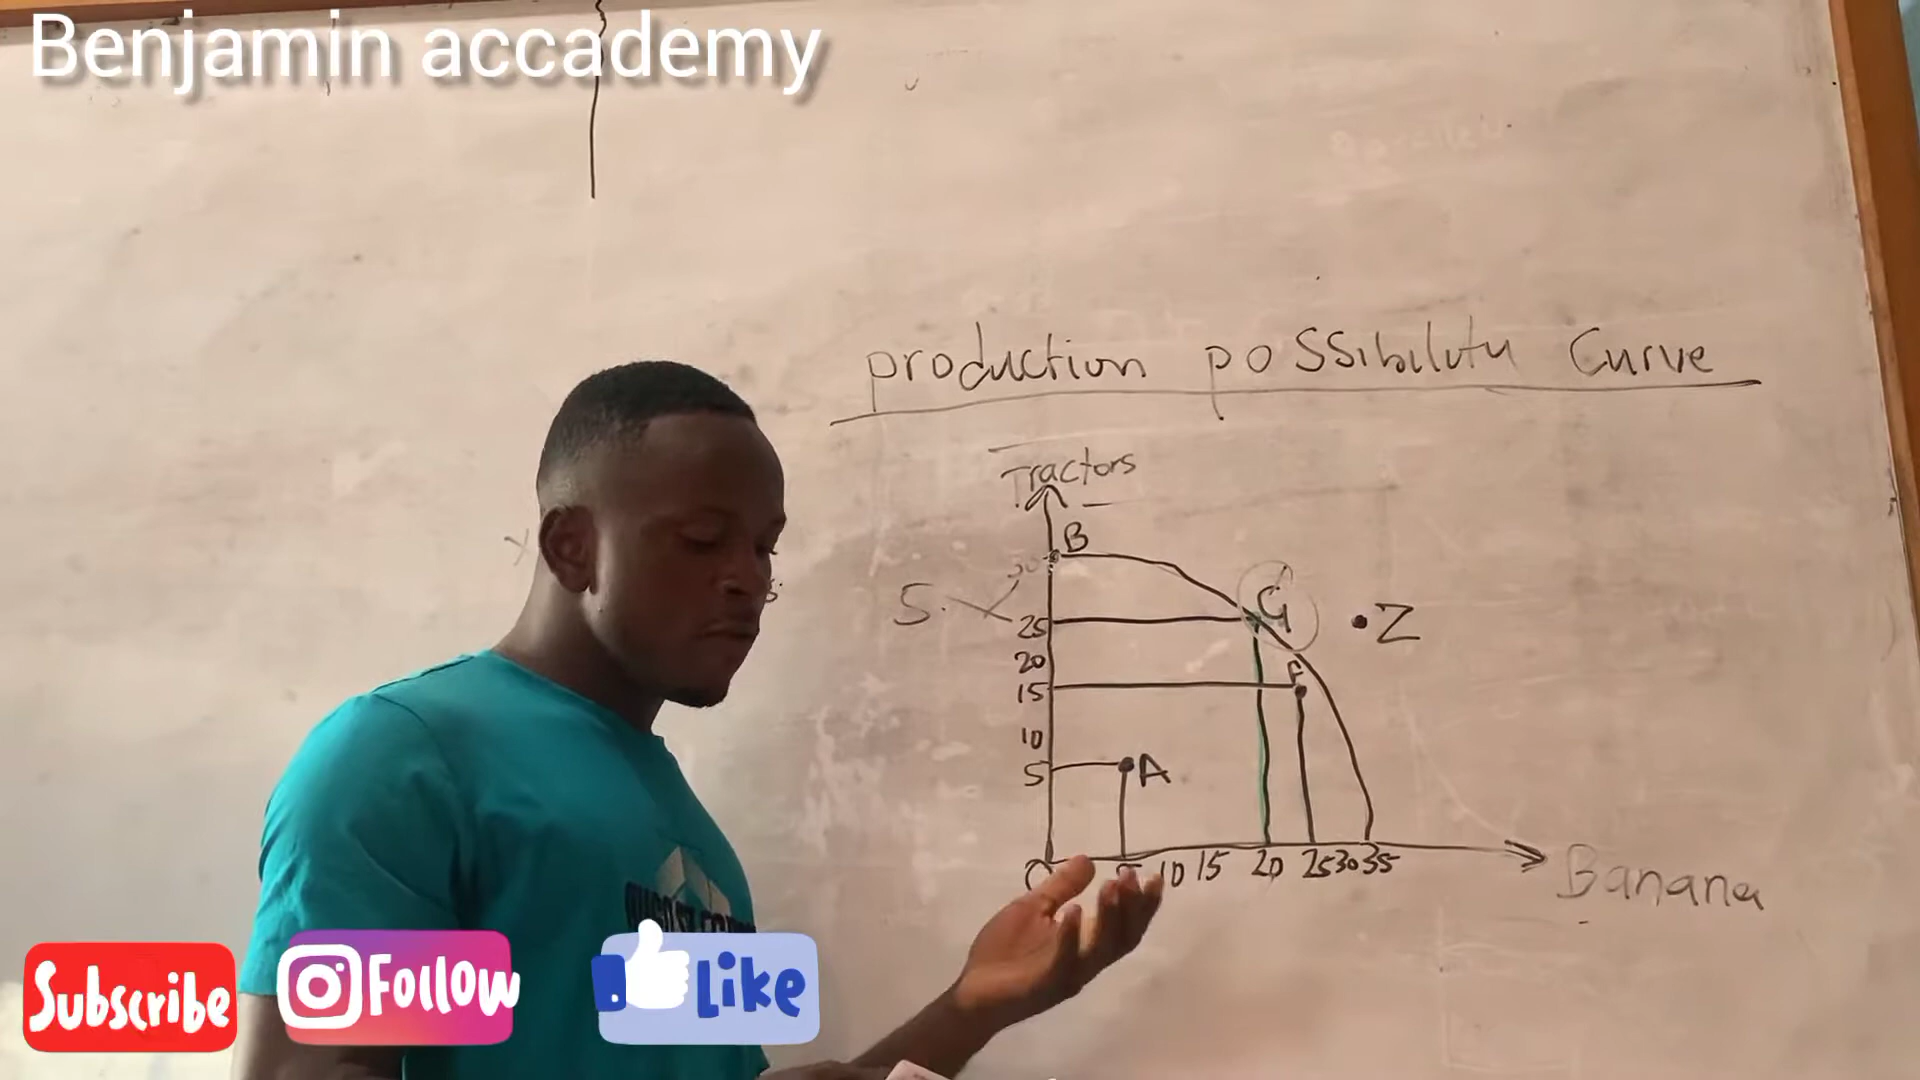 Benjamin accademy
production possibility Curve
Tractors
B
30
S.
G
Z
25
20
F
15
10
5
A
5 10 15 20 25 30 35
Banana
Subscribe
Follow
Like